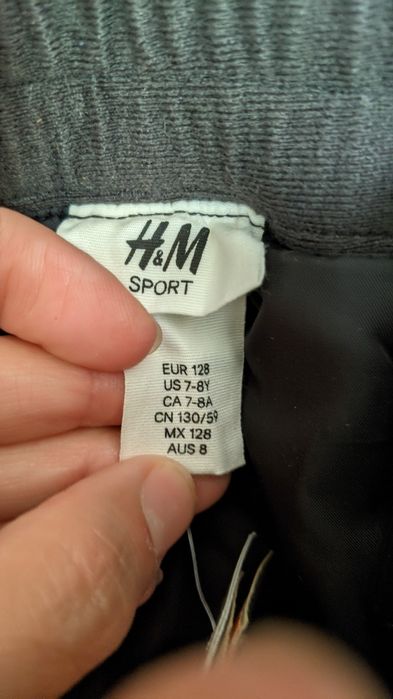 H&M
SPORT
EUR 128
US 7-8Y
CA 7-8A
CN 130/59
MX 128
AUS 8